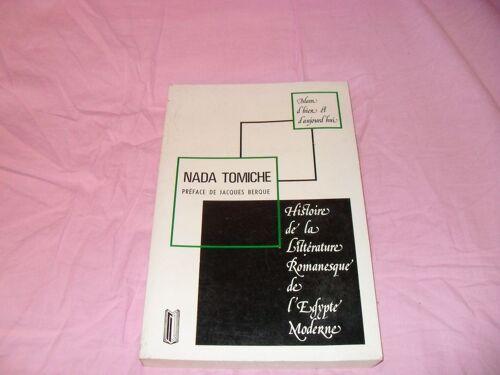 Islam
d'hier et
d'aujourd'hui
NADA TOMICHE
PRÉFACE DE JACQUES BERQUE
Histoire
de la
Littérature
Romanesque
de
l'Egypte
Moderne